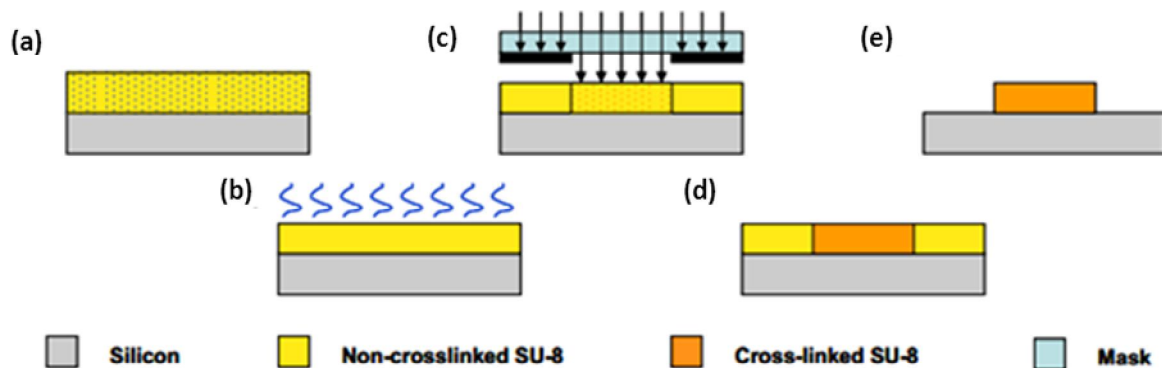 (a)
(c)
(e)
(b)
(d)
Silicon
Non-crosslinked SU-8
Cross-linked SU-8
Mask